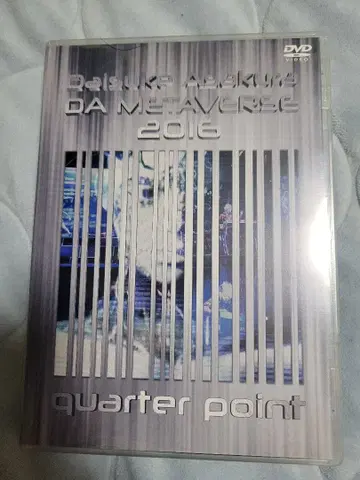 DVD
VIDEO
Daisuke Asakura
DA METAVERSE
2016
quarter point